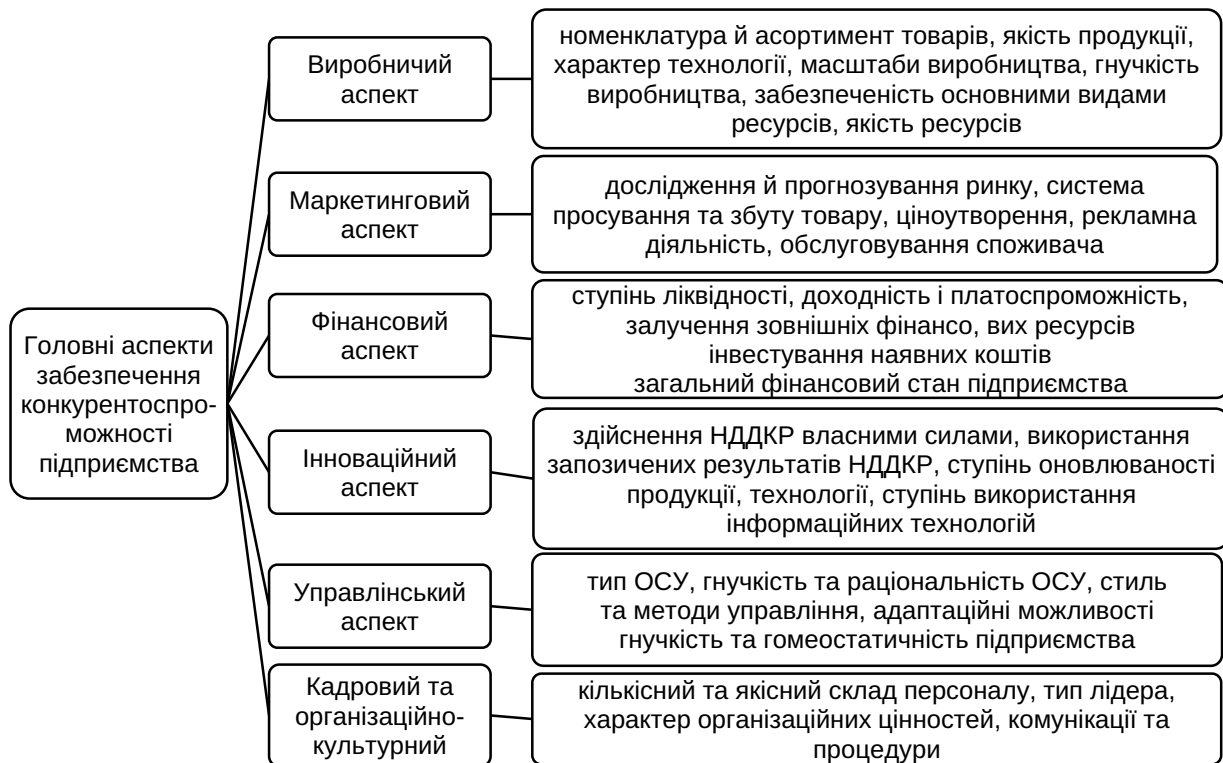 Головні аспекти
забезпечення
конкурентоспро-
можності
підприємства
Виробничий
аспект
номенклатура й асортимент товарів, якість продукції,
характер технології, масштаби виробництва, гнучкість
виробництва, забезпеченість основними видами
ресурсів, якість ресурсів
Маркетинговий
аспект
дослідження й прогнозування ринку, система
просування та збуту товару, ціноутворення, рекламна
діяльність, обслуговування споживача
Фінансовий
аспект
ступінь ліквідності, доходність і платоспроможність,
залучення зовнішніх фінансо, вих ресурсів
інвестування наявних коштів
загальний фінансовий стан підприємства
Інноваційний
аспект
здійснення НДДКР власними силами, використання
запозичених результатів НДДКР, ступінь оновлюваності
продукції, технології, ступінь використання
інформаційних технологій
Управлінський
аспект
тип ОСУ, гнучкість та раціональність ОСУ, стиль
та методи управління, адаптаційні можливості
гнучкість та гомеостатичність підприємства
Кадровий та
організаційно-
культурний
кількісний та якісний склад персоналу, тип лідера,
характер організаційних цінностей, комунікації та
процедури